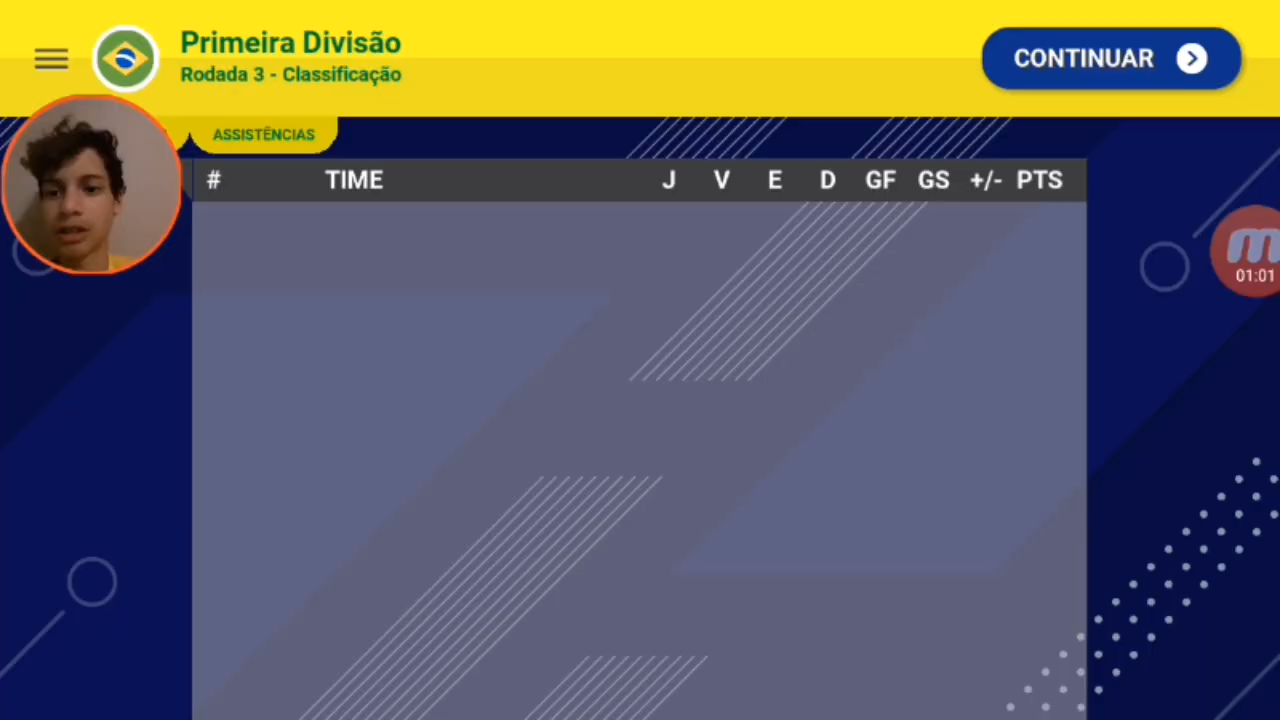 Primeira Divisão
Rodada 3 - Classificação
CONTINUAR
ASSISTÊNCIAS
# TIME J V E D GF GS +/- PTS
01:01